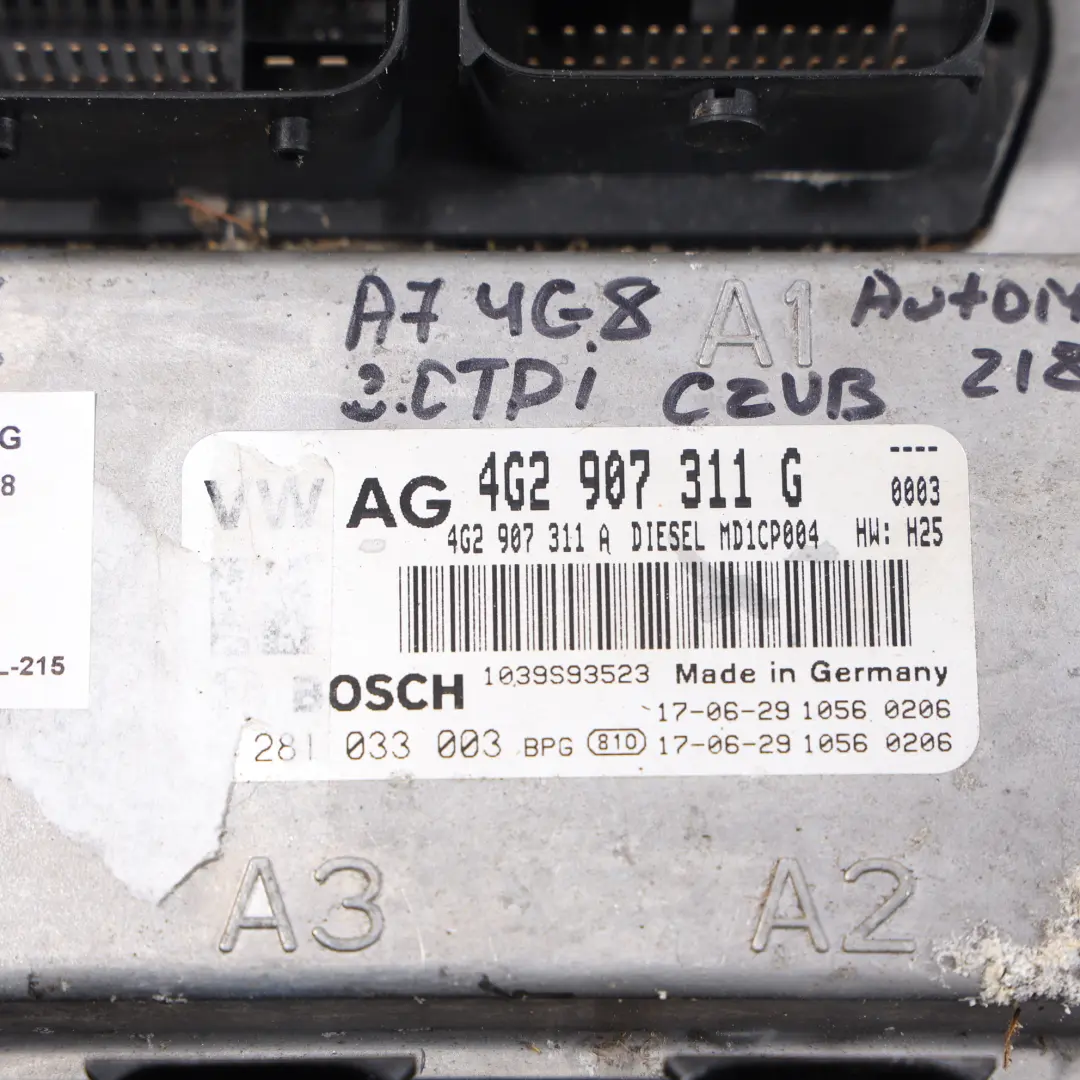 A7 4G8 A1
3.0TDi CZVB 218
G
8
L-215
VW AG 4G2 907 311 G ----
0003
4G2 907 311 A DIESEL MD1CP004 HW: H25
BOSCH 1039S93523 Made in Germany
17-06-29 1056 0206
281 033 003 BPG 810 17-06-29 1056 0206
A3 A2